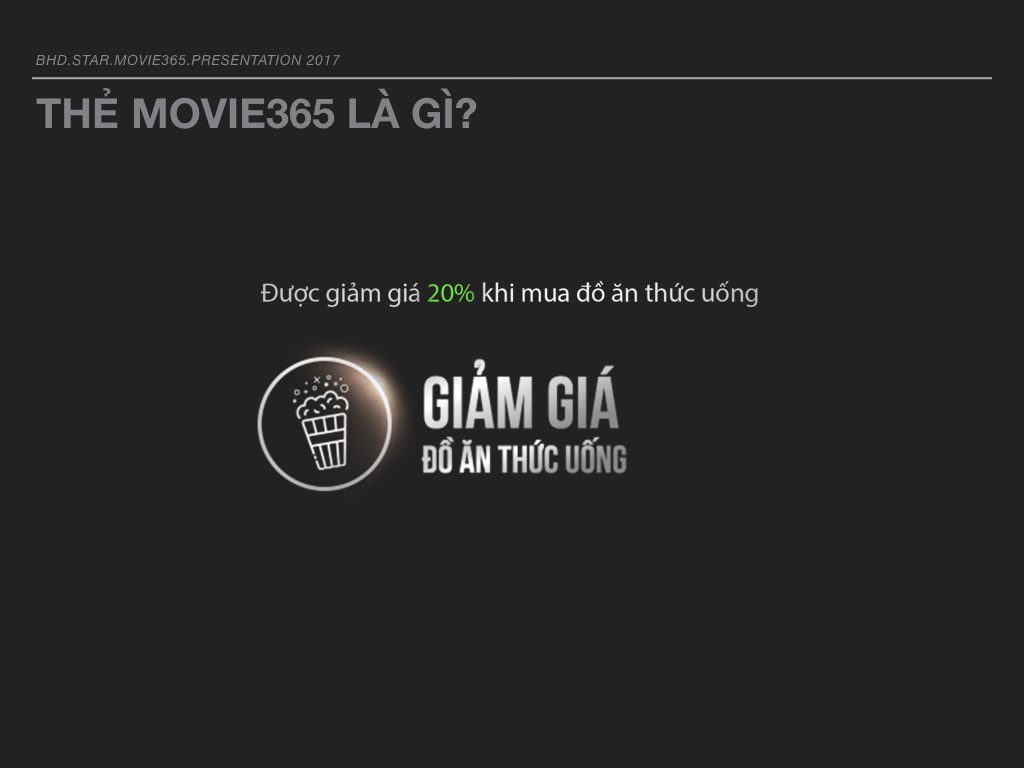 BHD.STAR.MOVIE365.PRESENTATION 2017
THẺ MOVIE365 LÀ GÌ?
Được giảm giá 20% khi mua đồ ăn thức uống
GIẢM GIÁ
ĐỒ ĂN THỨC UỐNG